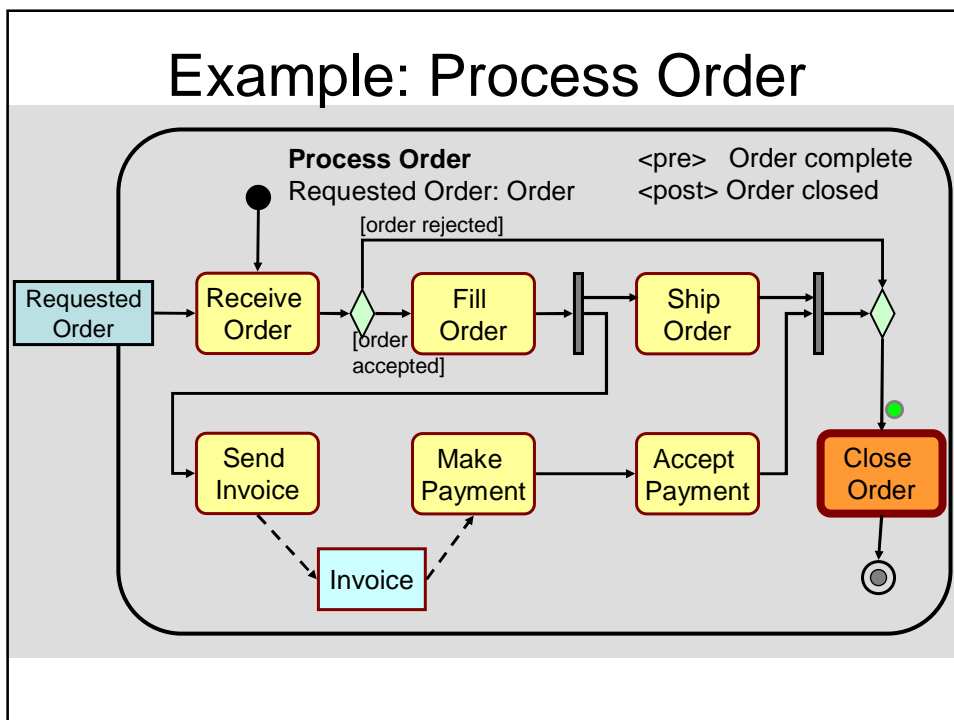 Example: Process Order
Process Order
Requested Order: Order
<pre> Order complete
<post> Order closed
[order rejected]
Requested
Order
Receive
Order
Fill
Order
Ship
Order
[order
accepted]
Send
Invoice
Make
Payment
Accept
Payment
Close
Order
Invoice